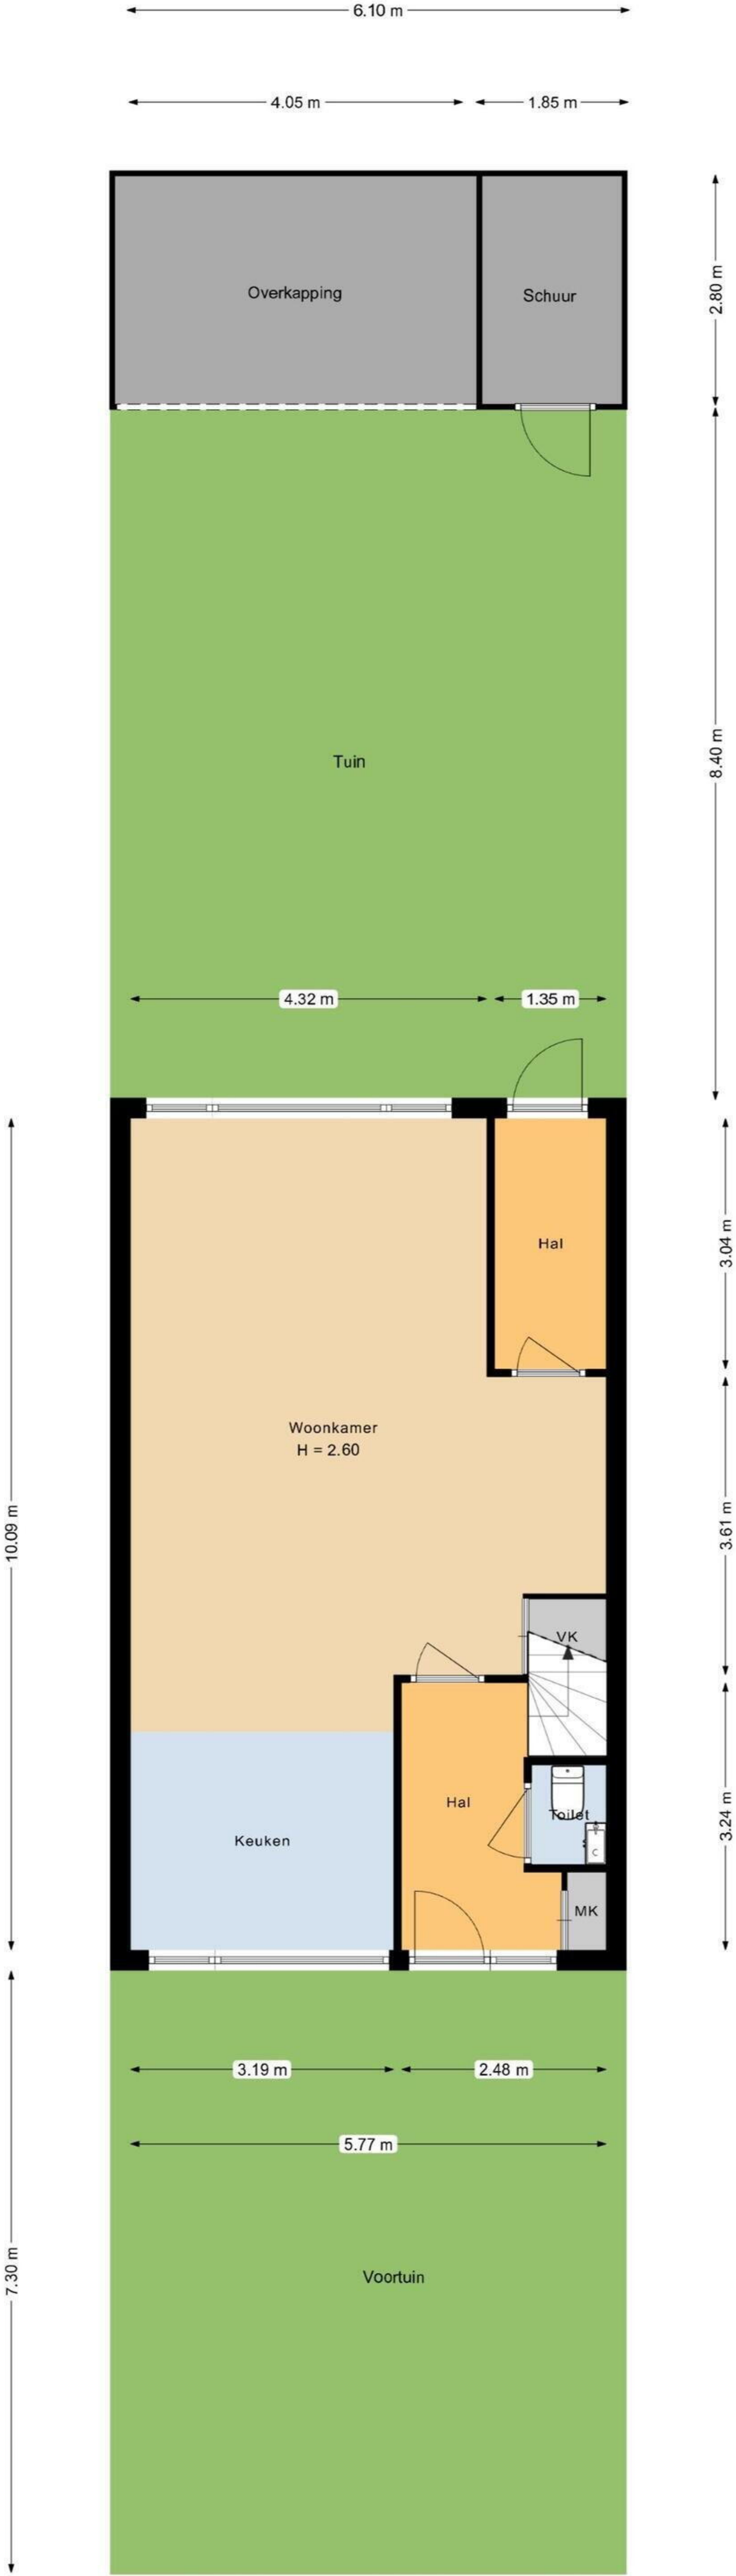 6.10 m
4.05 m
1.85 m
Overkapping
Schuur
2.80 m
Tuin
8.40 m
4.32 m
1.35 m
Hal
3.04 m
Woonkamer
H = 2.60
10.09 m
3.61 m
VK
Hal
Toilet
3.24 m
Keuken
MK
3.19 m
2.48 m
5.77 m
Voortuin
7.30 m